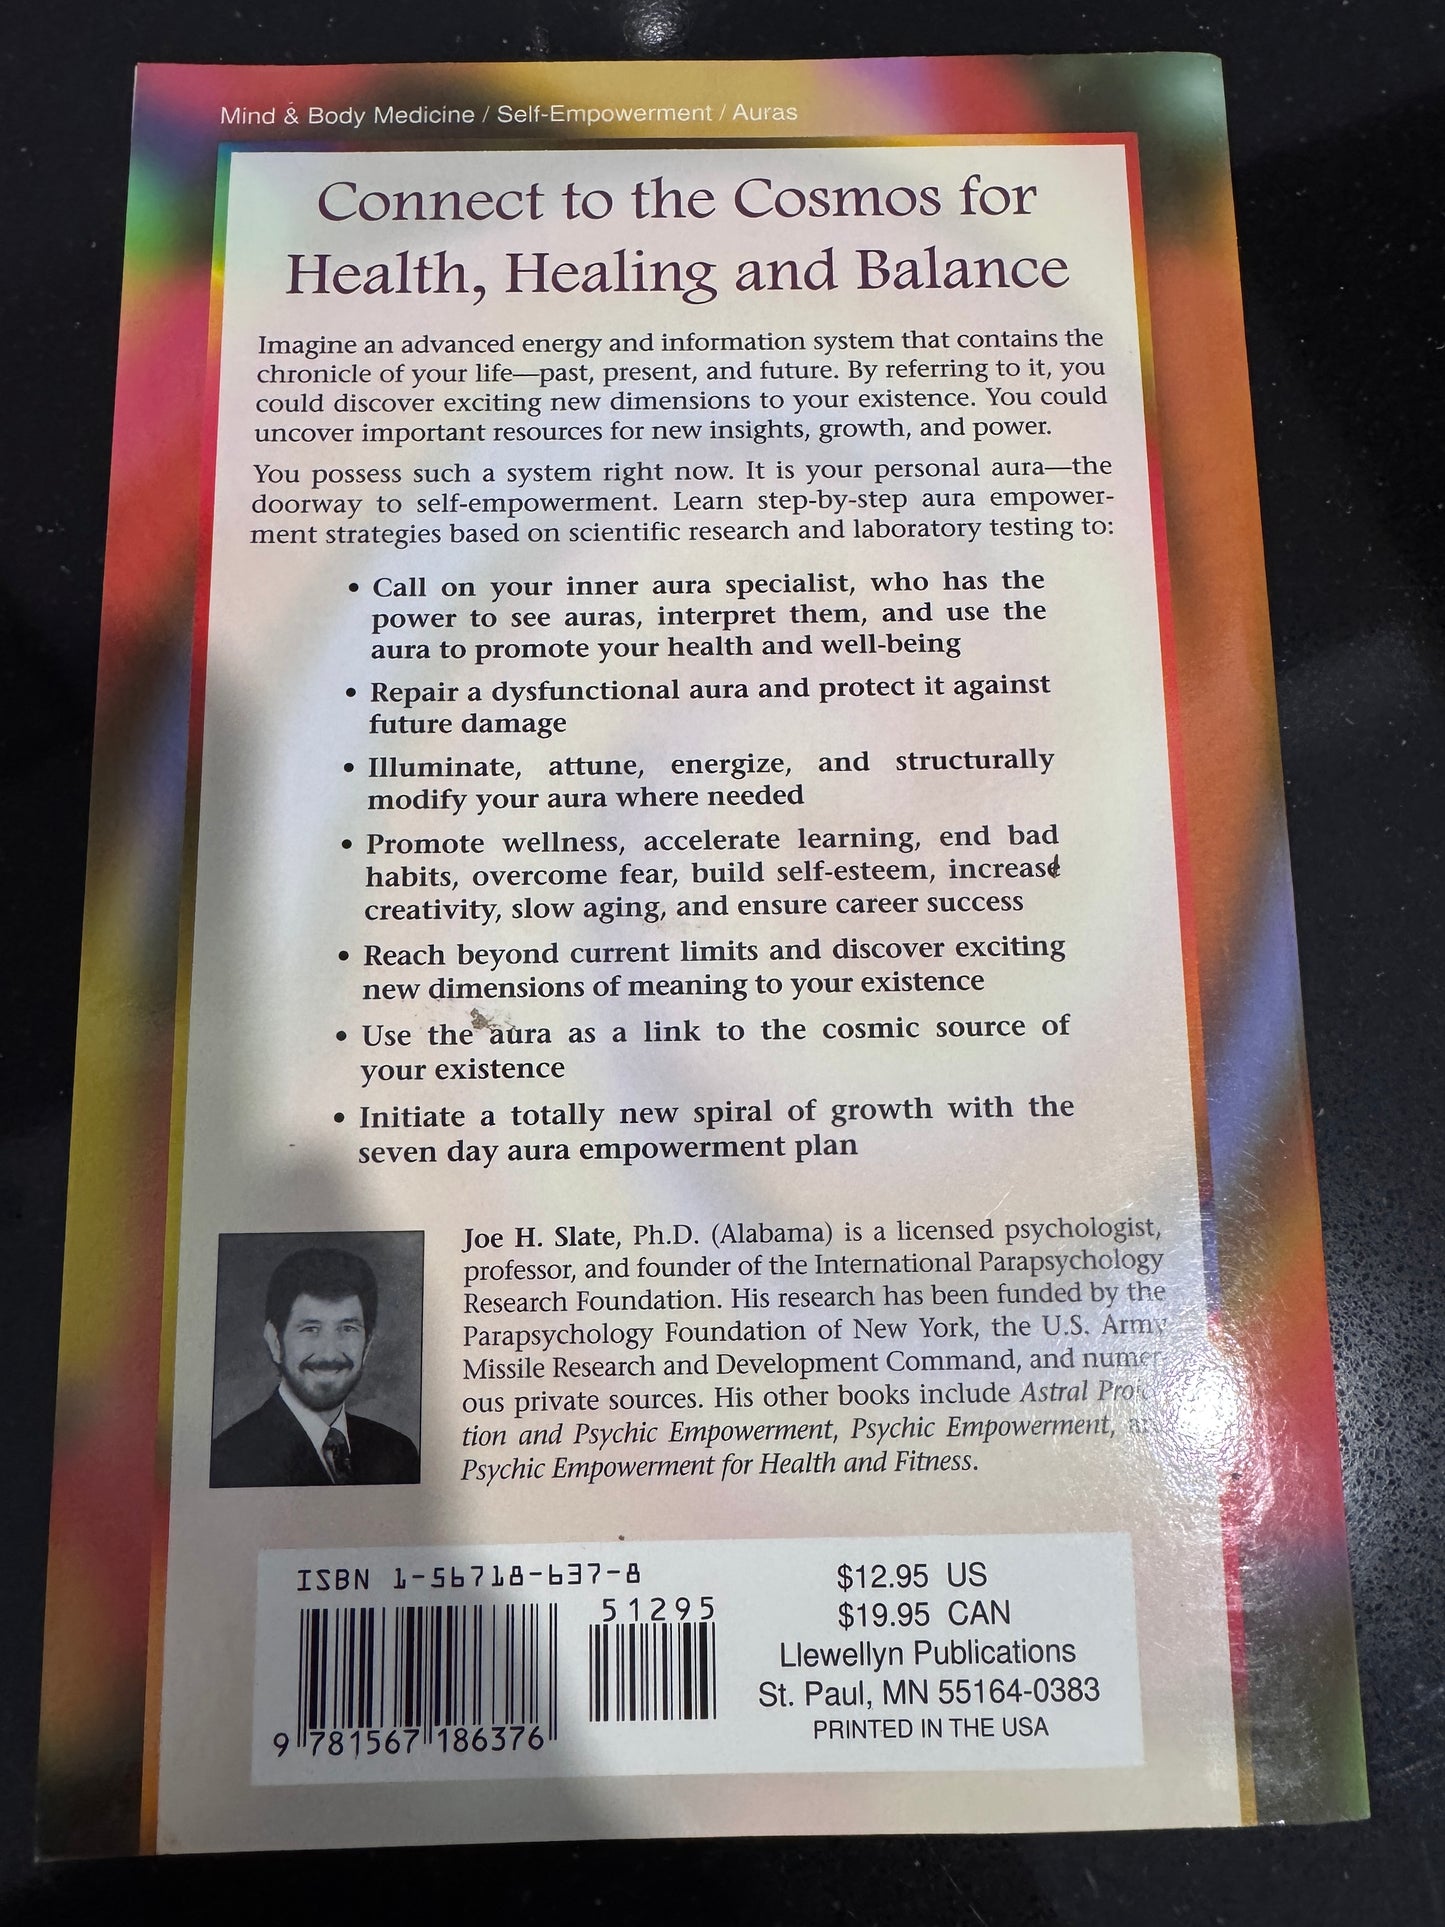 Mind & Body Medicine / Self-Empowerment / Auras
Connect to the Cosmos for
Health, Healing and Balance
Imagine an advanced energy and information system that contains the
chronicle of your life—past, present, and future. By referring to it, you
could discover exciting new dimensions to your existence. You could
uncover important resources for new insights, growth, and power.
You possess such a system right now. It is your personal aura—the
doorway to self-empowerment. Learn step-by-step aura empower-
ment strategies based on scientific research and laboratory testing to:
• Call on your inner aura specialist, who has the
power to see auras, interpret them, and use the
aura to promote your health and well-being
• Repair a dysfunctional aura and protect it against
future damage
• Illuminate, attune, energize, and structurally
modify your aura where needed
• Promote wellness, accelerate learning, end bad
habits, overcome fear, build self-esteem, increase
creativity, slow aging, and ensure career success
• Reach beyond current limits and discover exciting
new dimensions of meaning to your existence
• Use the aura as a link to the cosmic source of
your existence
• Initiate a totally new spiral of growth with the
seven day aura empowerment plan
Joe H. Slate, Ph.D. (Alabama) is a licensed psychologist,
professor, and founder of the International Parapsychology
Research Foundation. His research has been funded by the
Parapsychology Foundation of New York, the U.S. Army
Missile Research and Development Command, and numer-
ous private sources. His other books include Astral Projec-
tion and Psychic Empowerment, Psychic Empowerment, and
Psychic Empowerment for Health and Fitness.
ISBN 1-56718-637-8
51295
9 781567 186376
$12.95 US
$19.95 CAN
Llewellyn Publications
St. Paul, MN 55164-0383
PRINTED IN THE USA